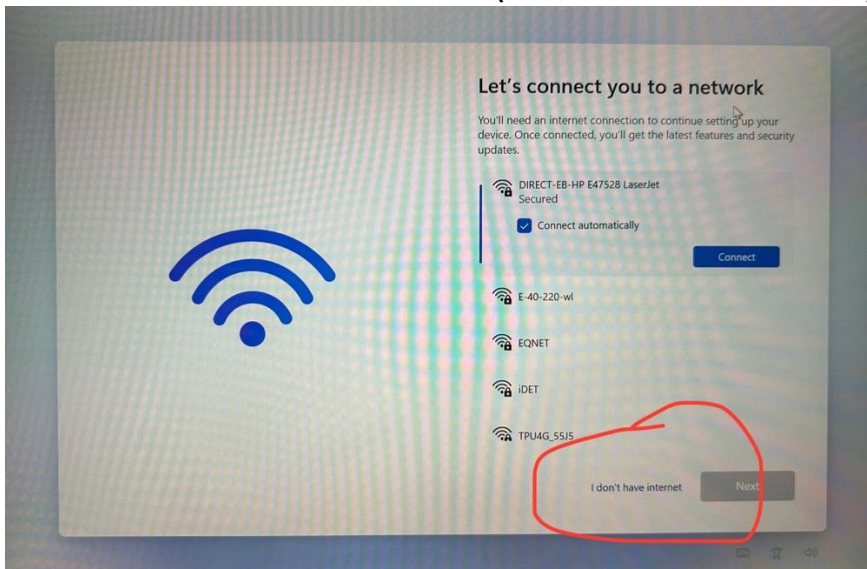 Let's connect you to a network
You'll need an internet connection to continue setting up your
device. Once connected, you'll get the latest features and security
updates.
DIRECT-EB-HP E47528 LaserJet
Secured
Connect automatically
Connect
E-40-220-wl
EQNET
iDET
TPU4G_55J5
I don't have internet
Next